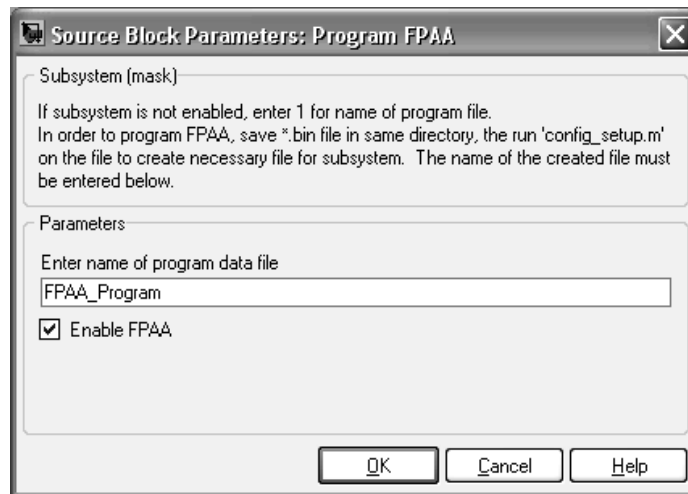 Source Block Parameters: Program FPAA
Subsystem (mask)
If subsystem is not enabled, enter 1 for name of program file.
In order to program FPAA, save *.bin file in same directory, the run 'config_setup.m'
on the file to create necessary file for subsystem. The name of the created file must
be entered below.
Parameters
Enter name of program data file
FPAA_Program
Enable FPAA
OK Cancel Help